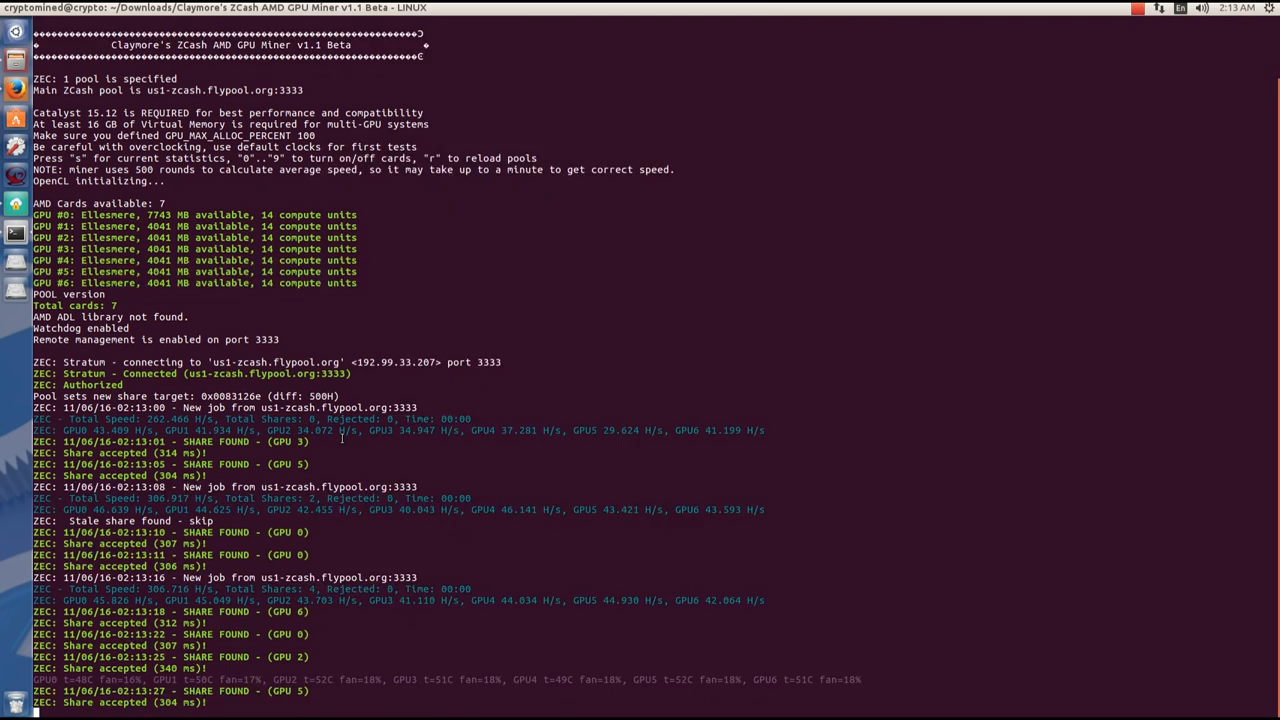 cryptomined@crypto: ~/Downloads/Claymore's ZCash AMD GPU Miner v1.1 Beta - LINUX
En 2:13 AM
Claymore's ZCash AMD GPU Miner v1.1 Beta
ZEC: 1 pool is specified
Main ZCash pool is us1-zcash.flypool.org:3333
Catalyst 15.12 is REQUIRED for best performance and compatibility
At least 16 GB of Virtual Memory is required for multi-GPU systems
Make sure you defined GPU_MAX_ALLOC_PERCENT 100
Be careful with overclocking, use default clocks for first tests
Press "s" for current statistics, "0".."9" to turn on/off cards, "r" to reload pools
NOTE: miner uses 500 rounds to calculate average speed, so it may take up to a minute to get correct speed.
OpenCL initializing...
AMD Cards available: 7
GPU #0: Ellesmere, 7743 MB available, 14 compute units
GPU #1: Ellesmere, 4041 MB available, 14 compute units
GPU #2: Ellesmere, 4041 MB available, 14 compute units
GPU #3: Ellesmere, 4041 MB available, 14 compute units
GPU #4: Ellesmere, 4041 MB available, 14 compute units
GPU #5: Ellesmere, 4041 MB available, 14 compute units
GPU #6: Ellesmere, 4041 MB available, 14 compute units
POOL version
Total cards: 7
AMD ADL library not found.
Watchdog enabled
Remote management is enabled on port 3333
ZEC: Stratum - connecting to 'us1-zcash.flypool.org' <192.99.33.207> port 3333
ZEC: Stratum - Connected (us1-zcash.flypool.org:3333)
ZEC: Authorized
Pool sets new share target: 0x0083126e (diff: 500H)
ZEC: 11/06/16-02:13:00 - New job from us1-zcash.flypool.org:3333
ZEC - Total Speed: 262.466 H/s, Total Shares: 0, Rejected: 0, Time: 00:00
ZEC: GPU0 43.409 H/s, GPU1 41.934 H/s, GPU2 34.072 H/s, GPU3 34.947 H/s, GPU4 37.281 H/s, GPU5 29.624 H/s, GPU6 41.199 H/s
ZEC: 11/06/16-02:13:01 - SHARE FOUND - (GPU 3)
ZEC: Share accepted (314 ms)!
ZEC: 11/06/16-02:13:05 - SHARE FOUND - (GPU 5)
ZEC: Share accepted (304 ms)!
ZEC: 11/06/16-02:13:08 - New job from us1-zcash.flypool.org:3333
ZEC - Total Speed: 306.917 H/s, Total Shares: 2, Rejected: 0, Time: 00:00
ZEC: GPU0 46.639 H/s, GPU1 44.625 H/s, GPU2 42.455 H/s, GPU3 40.043 H/s, GPU4 46.141 H/s, GPU5 43.421 H/s, GPU6 43.593 H/s
ZEC:  Stale share found - skip
ZEC: 11/06/16-02:13:10 - SHARE FOUND - (GPU 0)
ZEC: Share accepted (307 ms)!
ZEC: 11/06/16-02:13:11 - SHARE FOUND - (GPU 0)
ZEC: Share accepted (306 ms)!
ZEC: 11/06/16-02:13:16 - New job from us1-zcash.flypool.org:3333
ZEC - Total Speed: 306.716 H/s, Total Shares: 4, Rejected: 0, Time: 00:00
ZEC: GPU0 45.826 H/s, GPU1 45.049 H/s, GPU2 43.703 H/s, GPU3 41.110 H/s, GPU4 44.034 H/s, GPU5 44.930 H/s, GPU6 42.064 H/s
ZEC: 11/06/16-02:13:18 - SHARE FOUND - (GPU 6)
ZEC: Share accepted (312 ms)!
ZEC: 11/06/16-02:13:22 - SHARE FOUND - (GPU 0)
ZEC: Share accepted (307 ms)!
ZEC: 11/06/16-02:13:25 - SHARE FOUND - (GPU 2)
ZEC: Share accepted (340 ms)!
GPU0 t=48C fan=16%, GPU1 t=50C fan=17%, GPU2 t=52C fan=18%, GPU3 t=51C fan=18%, GPU4 t=49C fan=18%, GPU5 t=52C fan=18%, GPU6 t=51C fan=18%
ZEC: 11/06/16-02:13:27 - SHARE FOUND - (GPU 5)
ZEC: Share accepted (304 ms)!